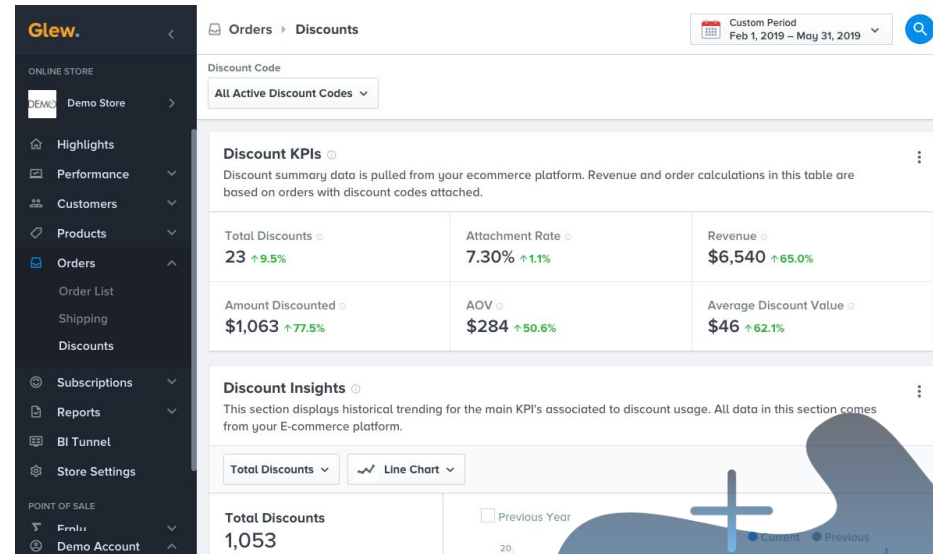 Glew.
ONLINE STORE
DEMO Demo Store
Highlights
Performance
Customers
Products
Orders
Order List
Shipping
Discounts
Subscriptions
Reports
BI Tunnel
Store Settings
POINT OF SALE
Erply
Demo Account
Orders Discounts
Custom Period
Feb 1, 2019 – May 31, 2019
Discount Code
All Active Discount Codes
Discount KPIs
Discount summary data is pulled from your ecommerce platform. Revenue and order calculations in this table are
based on orders with discount codes attached.
Total Discounts
23 ↑9.5%
Attachment Rate
7.30% ↑1.1%
Revenue
$6,540 ↑65.0%
Amount Discounted
$1,063 ↑77.5%
AOV
$284 ↑50.6%
Average Discount Value
$46 ↑62.1%
Discount Insights
This section displays historical trending for the main KPI's associated to discount usage. All data in this section comes
from your E-commerce platform.
Total Discounts
Line Chart
Total Discounts
1,053
Previous Year
Current Previous
20